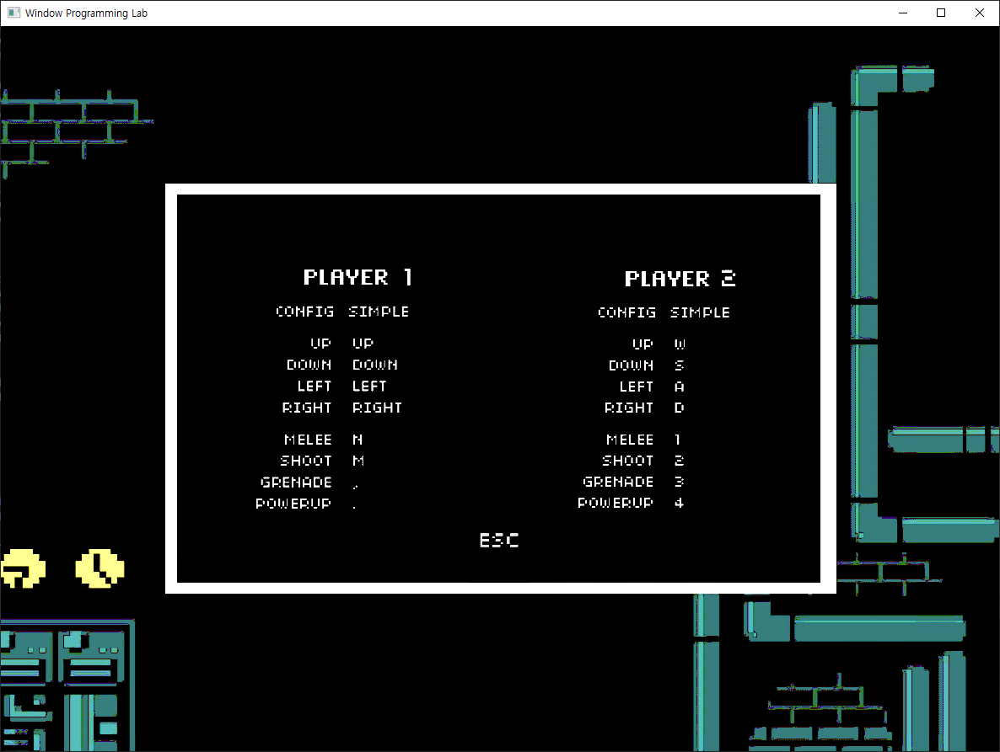 Window Programming Lab
PLAYER 1
CONFIG SIMPLE
UP UP
DOWN DOWN
LEFT LEFT
RIGHT RIGHT
MELEE N
SHOOT M
GRENADE ,
POWERUP .
PLAYER 2
CONFIG SIMPLE
UP W
DOWN S
LEFT A
RIGHT D
MELEE 1
SHOOT 2
GRENADE 3
POWERUP 4
ESC